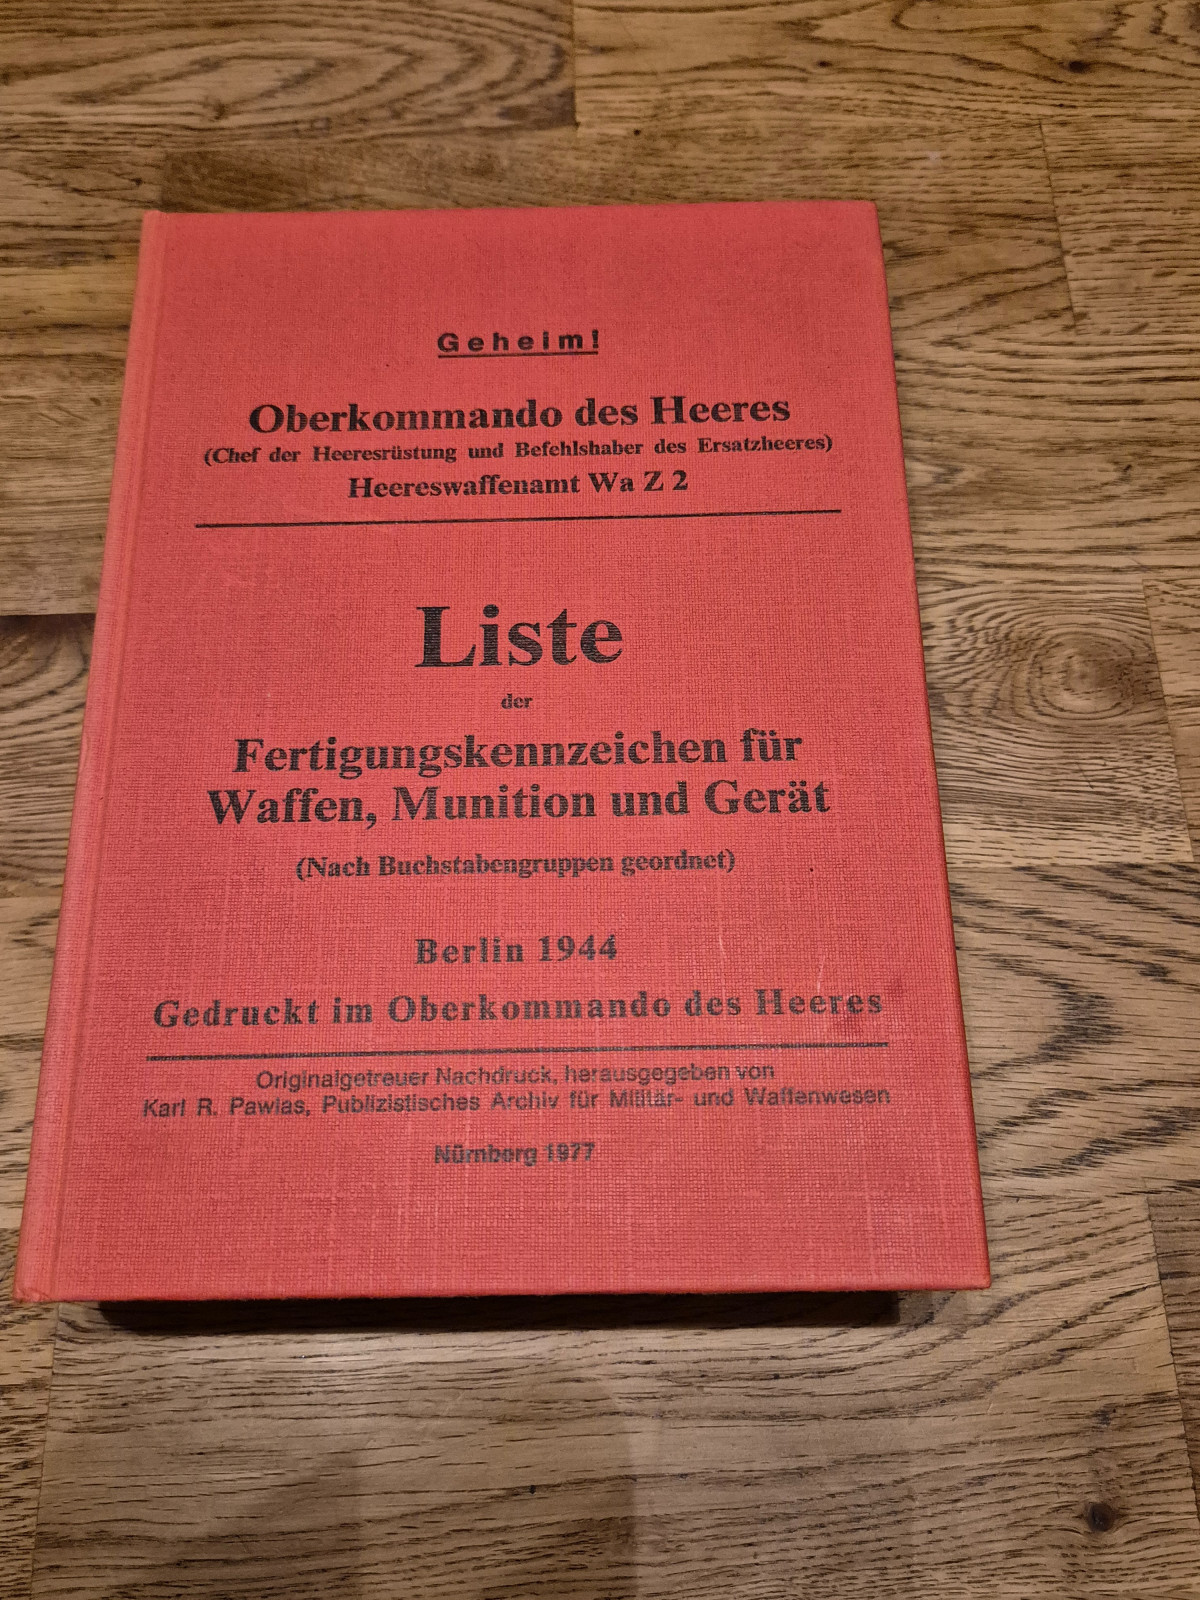 Geheim!
Oberkommando des Heeres
(Chef der Heeresrüstung und Befehlshaber des Ersatzheeres)
Heereswaffenamt Wa Z 2
Liste
der
Fertigungskennzeichen für
Waffen, Munition und Gerät
(Nach Buchstabengruppen geordnet)
Berlin 1944
Gedruckt im Oberkommando des Heeres
Originalgetreuer Nachdruck, herausgegeben von
Karl R. Pawlas, Publizistisches Archiv für Militär- und Waffenwesen
Nürnberg 1977